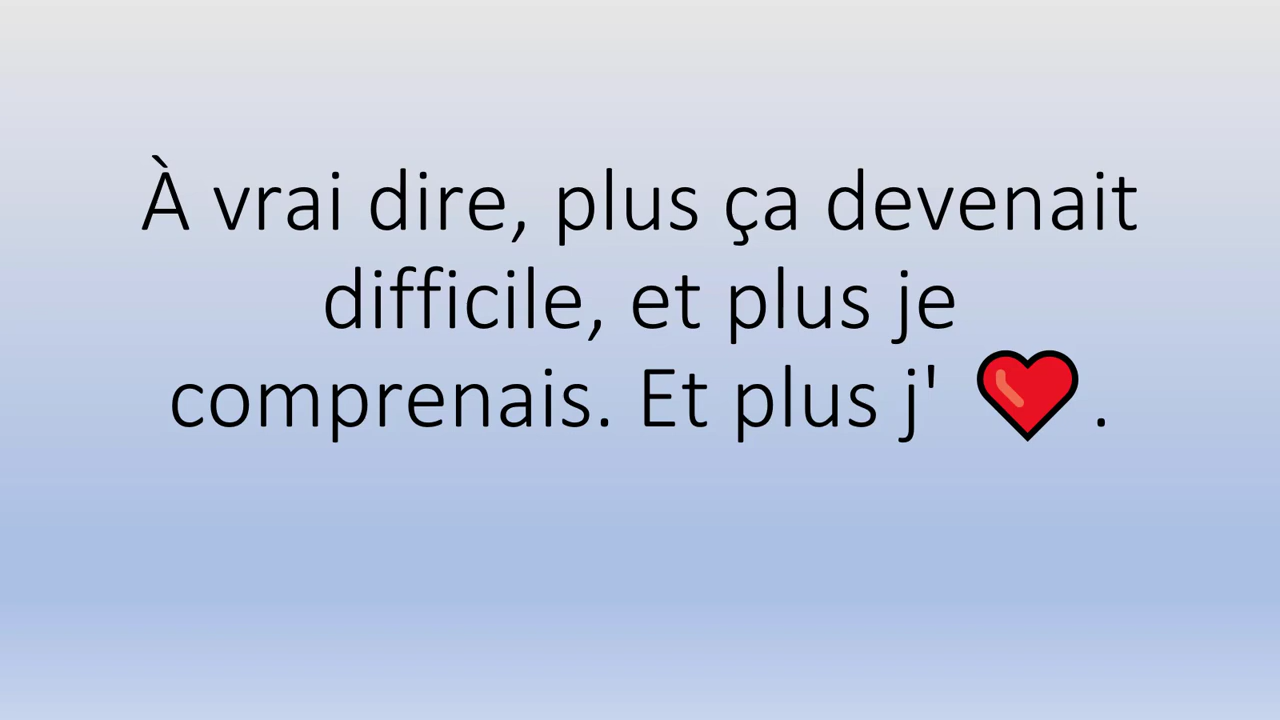 À vrai dire, plus ça devenait
difficile, et plus je
comprenais. Et plus j' ❤️.